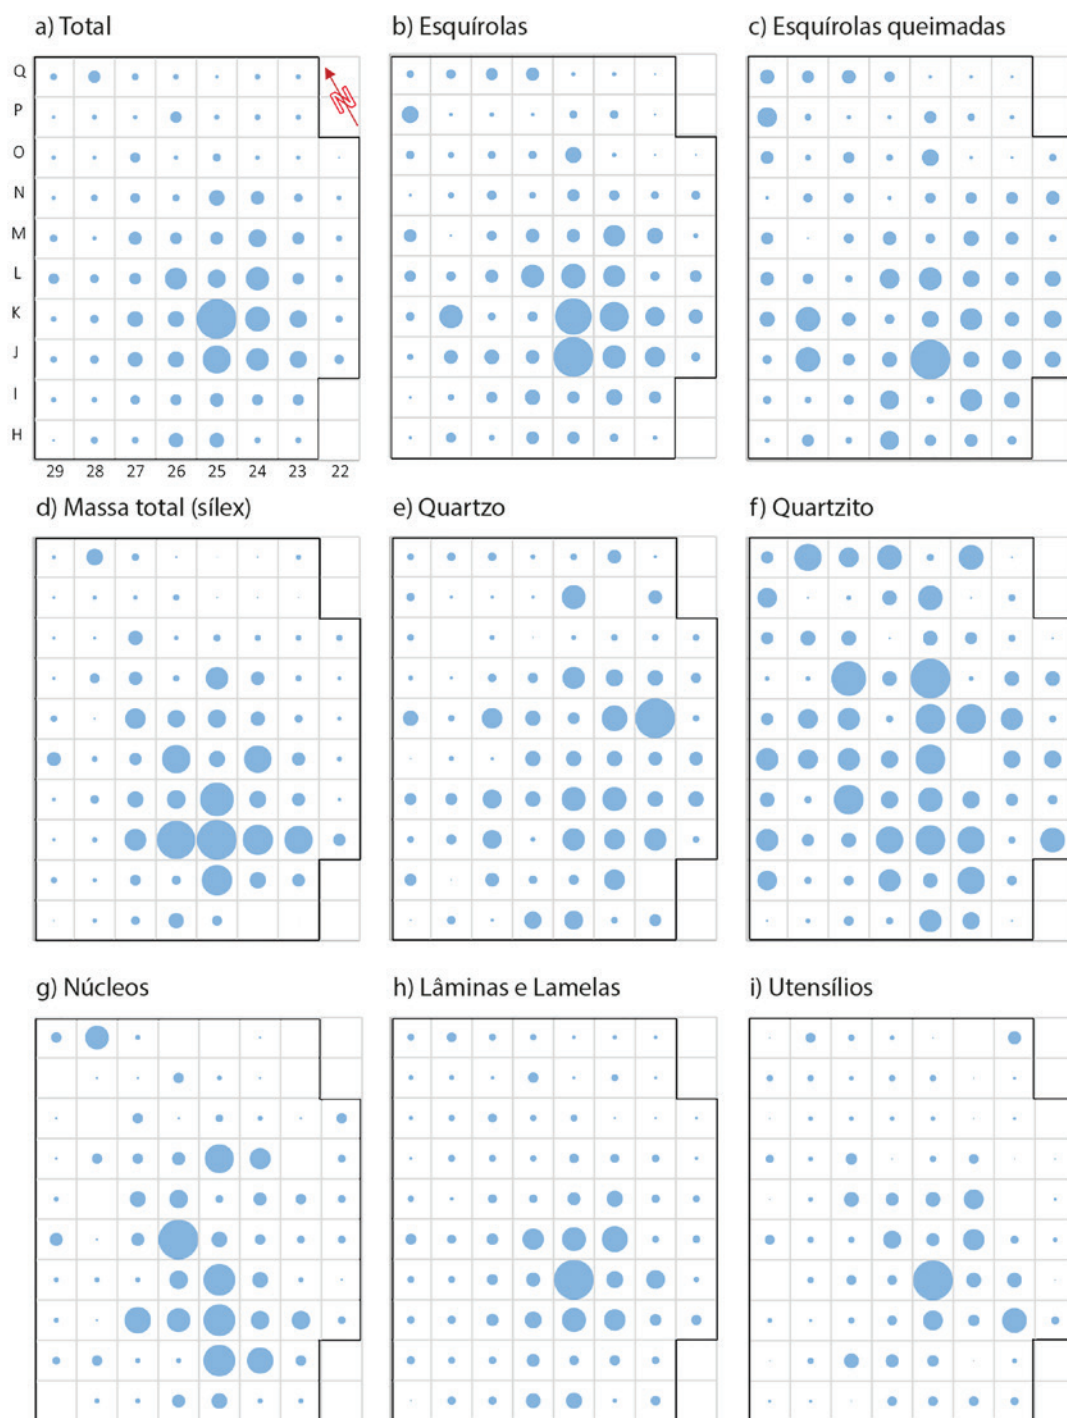 a) Total
b) Esquírolas
c) Esquírolas queimadas
Q
P
O
N
M
L
K
J
I
H
29 28 27 26 25 24 23 22
N
d) Massa total (sílex)
e) Quartzo
f) Quartzito
g) Núcleos
h) Lâminas e Lamelas
i) Utensílios